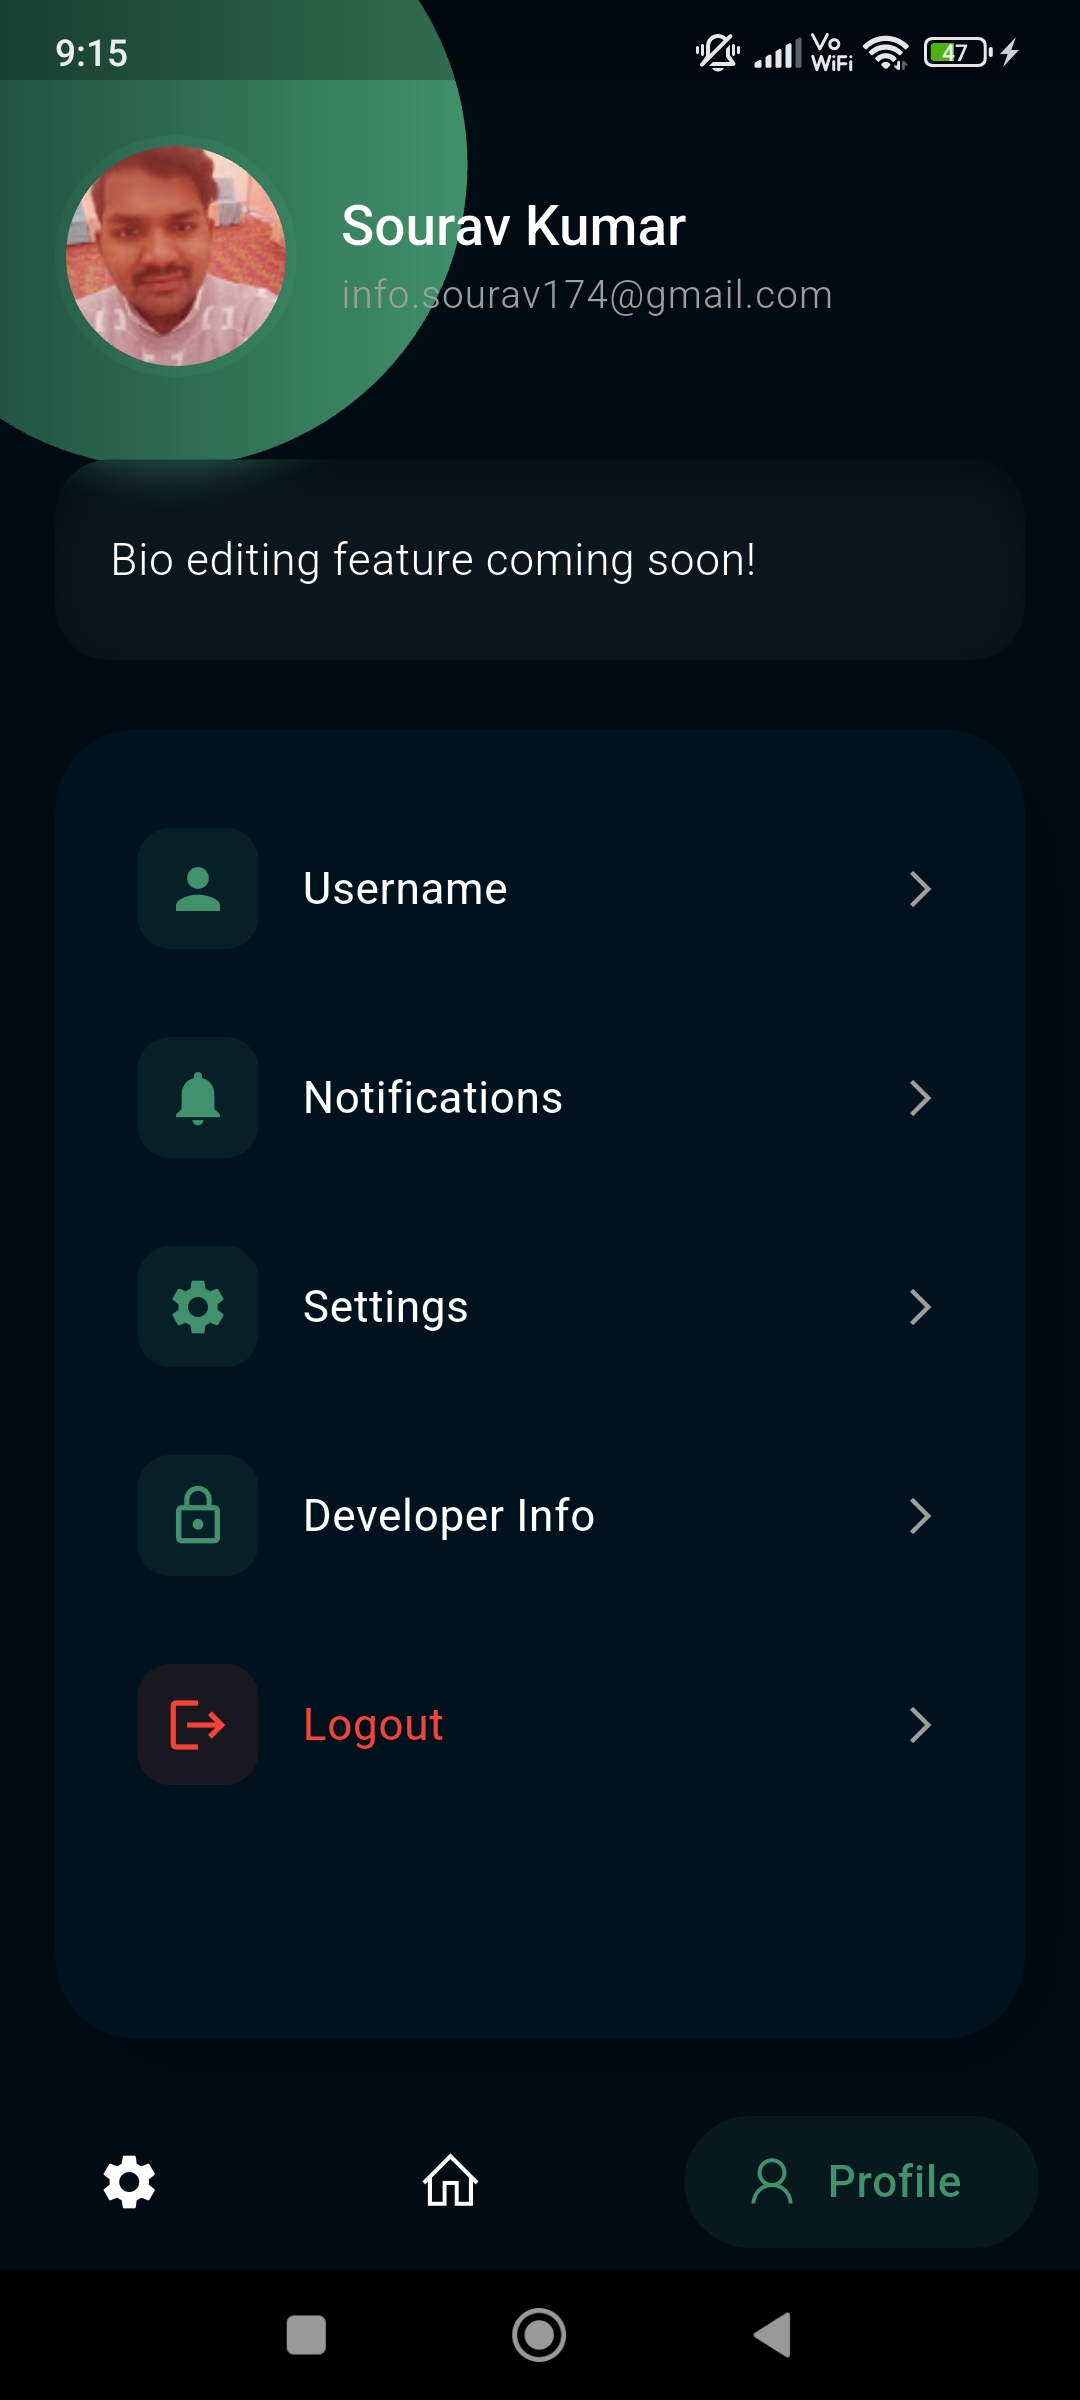 9:15
Vo
WiFi
47
Sourav Kumar
info.sourav174@gmail.com
Bio editing feature coming soon!
Username
Notifications
Settings
Developer Info
Logout
Profile